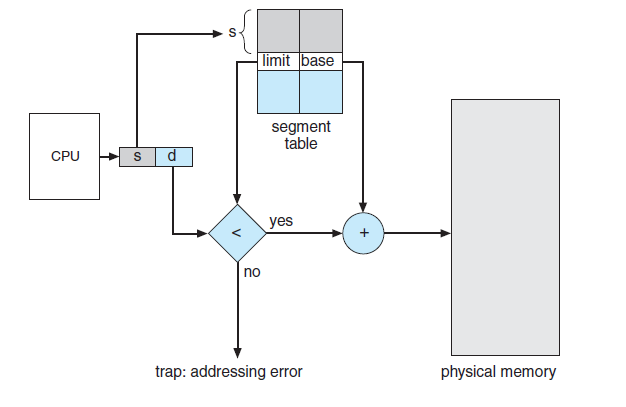 s
limit base
segment
table
CPU
s d
yes
<
+
no
trap: addressing error
physical memory